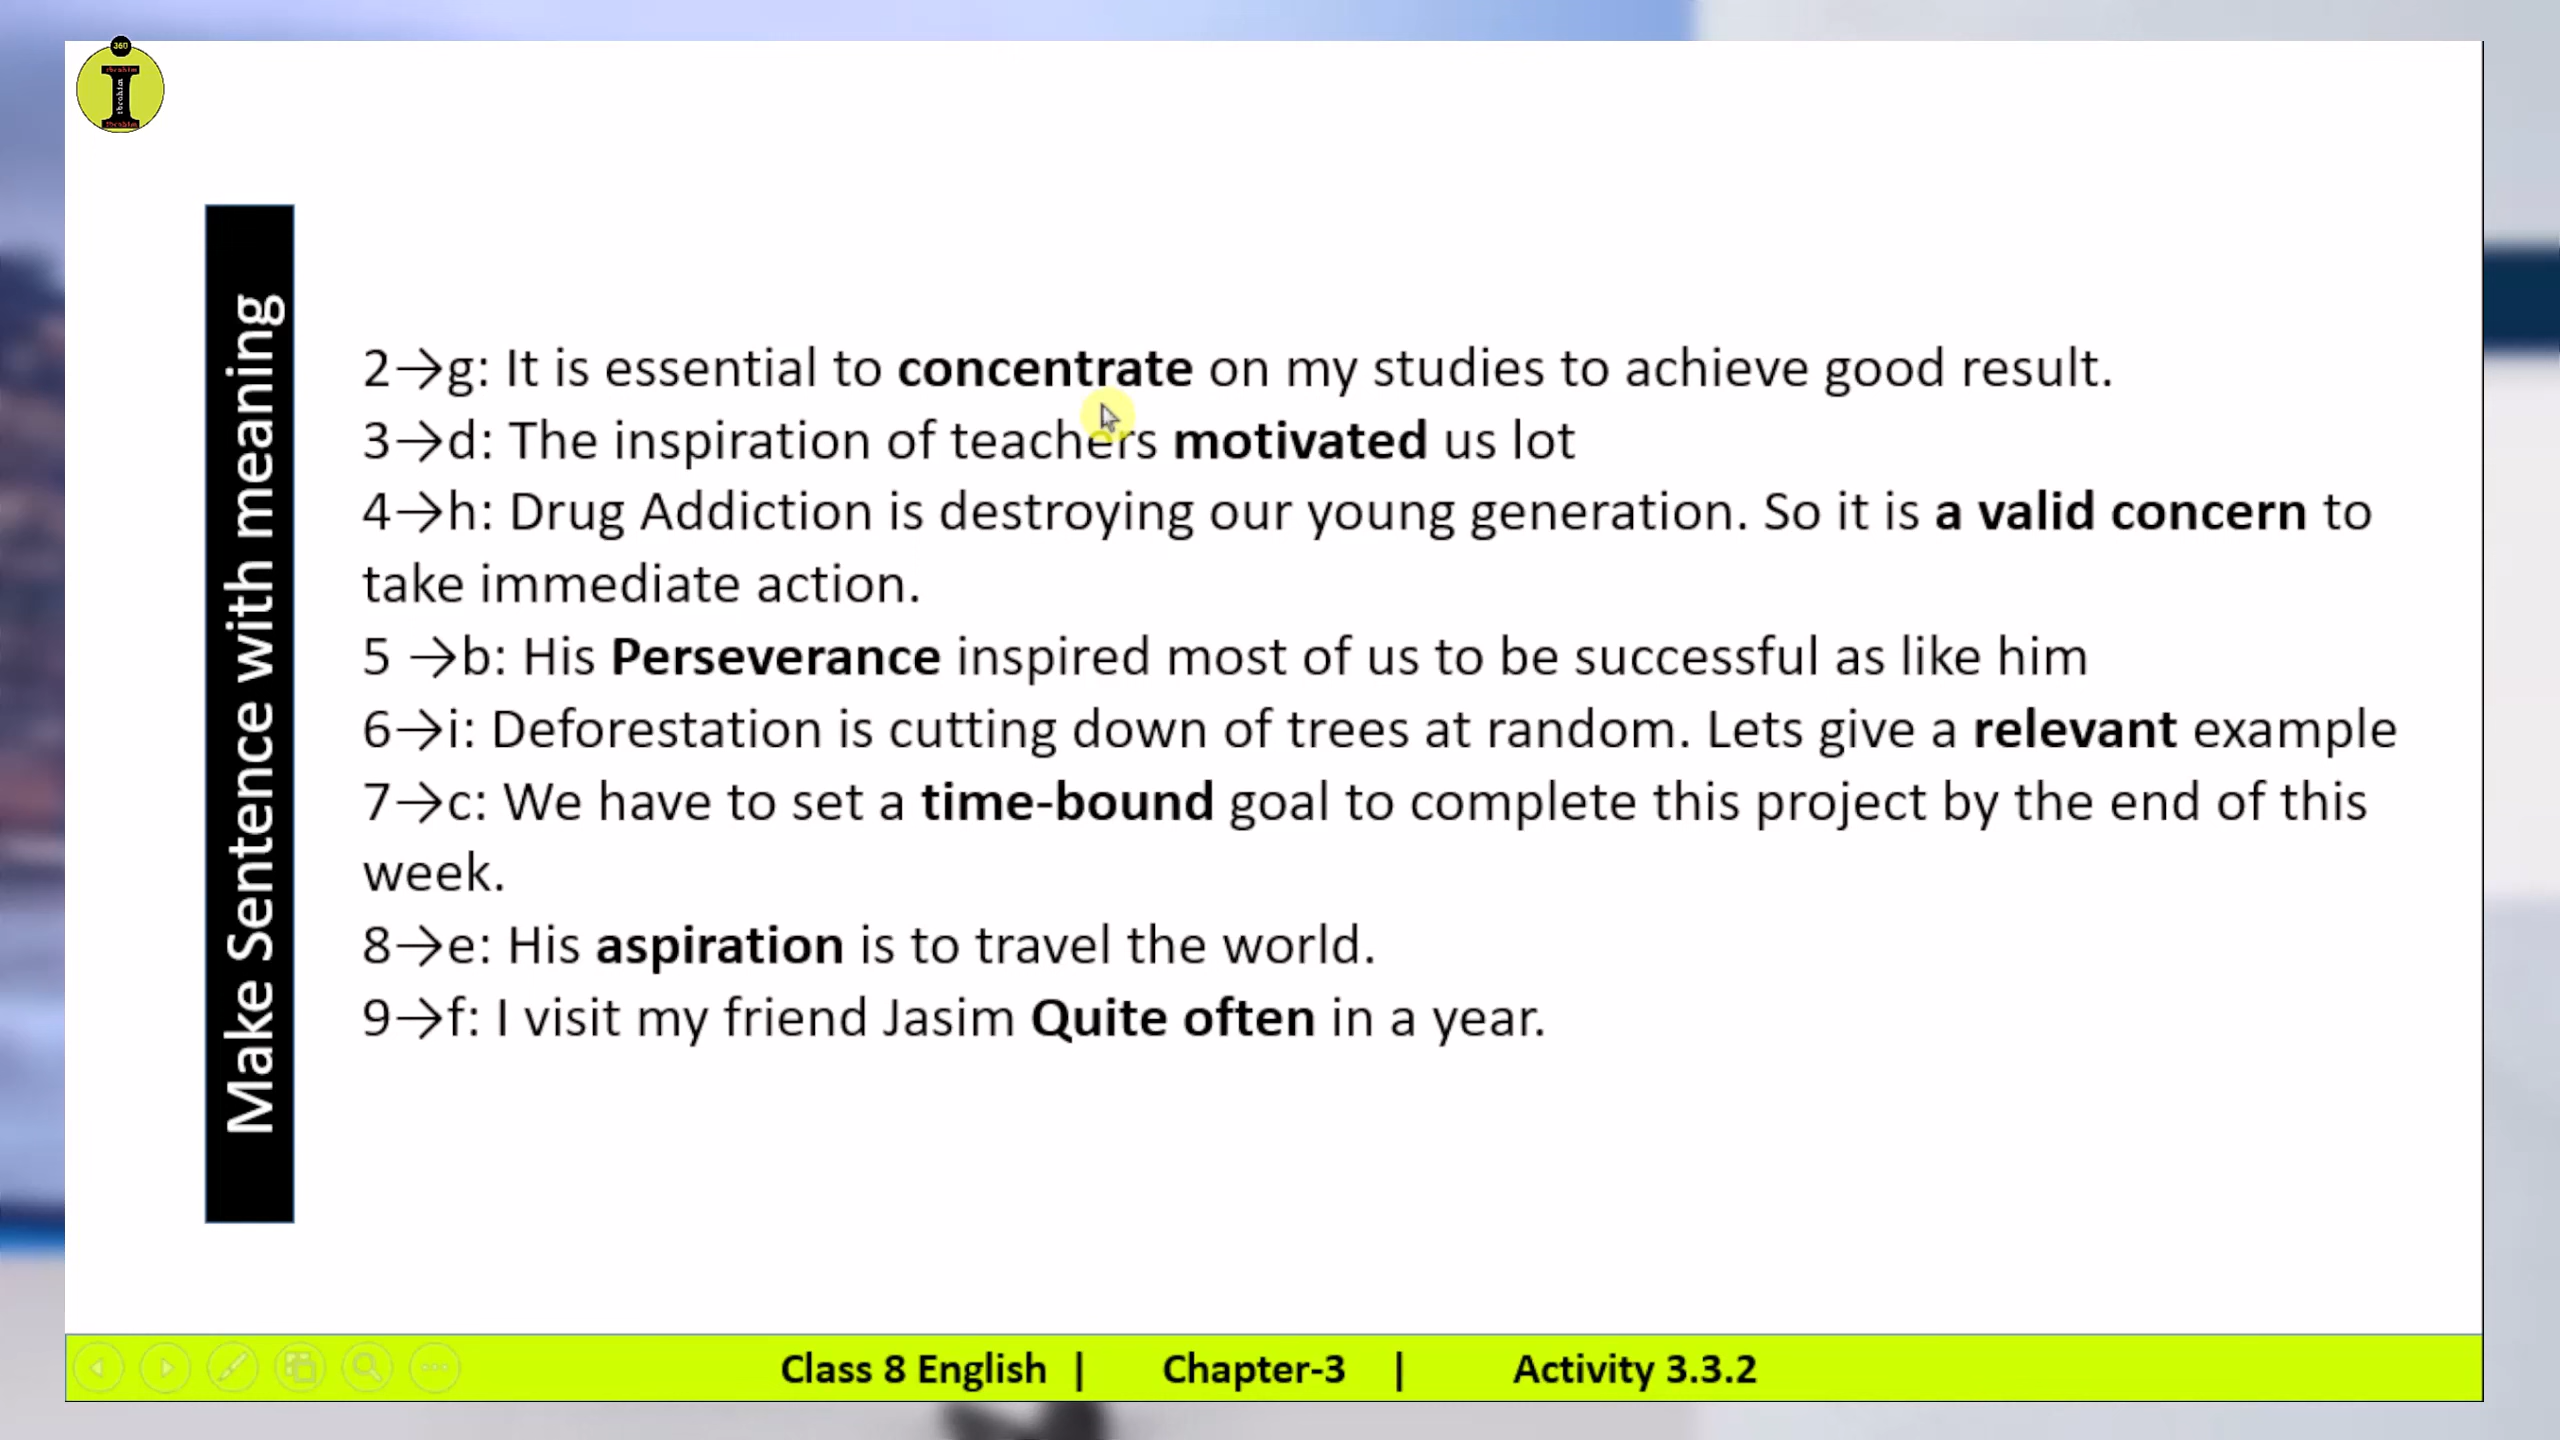 360
Ibrahim
Ibrahim
Ibrahim
Make Sentence with meaning
2→g: It is essential to concentrate on my studies to achieve good result.
3→d: The inspiration of teachers motivated us lot
4→h: Drug Addiction is destroying our young generation. So it is a valid concern to
take immediate action.
5 →b: His Perseverance inspired most of us to be successful as like him
6→i: Deforestation is cutting down of trees at random. Lets give a relevant example
7→c: We have to set a time-bound goal to complete this project by the end of this
week.
8→e: His aspiration is to travel the world.
9→f: I visit my friend Jasim Quite often in a year.
Class 8 English | Chapter-3 | Activity 3.3.2